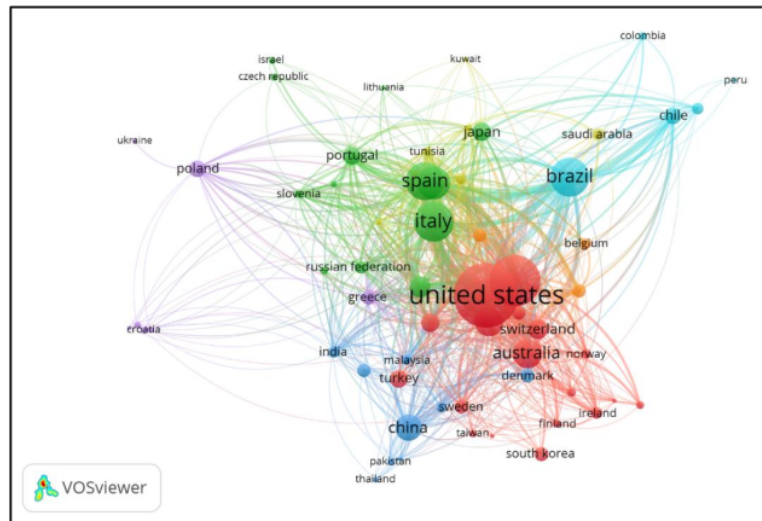 colombia
israel
kuwait
czech republic
peru
lithuania
chile
japan
saudi arabia
ukraine
tunisia
portugal
poland
brazil
spain
slovenia
italy
belgium
russian federation
united states
greece
croatia
switzerland
india
australia
norway
malaysia
denmark
turkey
sweden
ireland
finland
china
taiwan
south korea
pakistan
thailand
VOSviewer